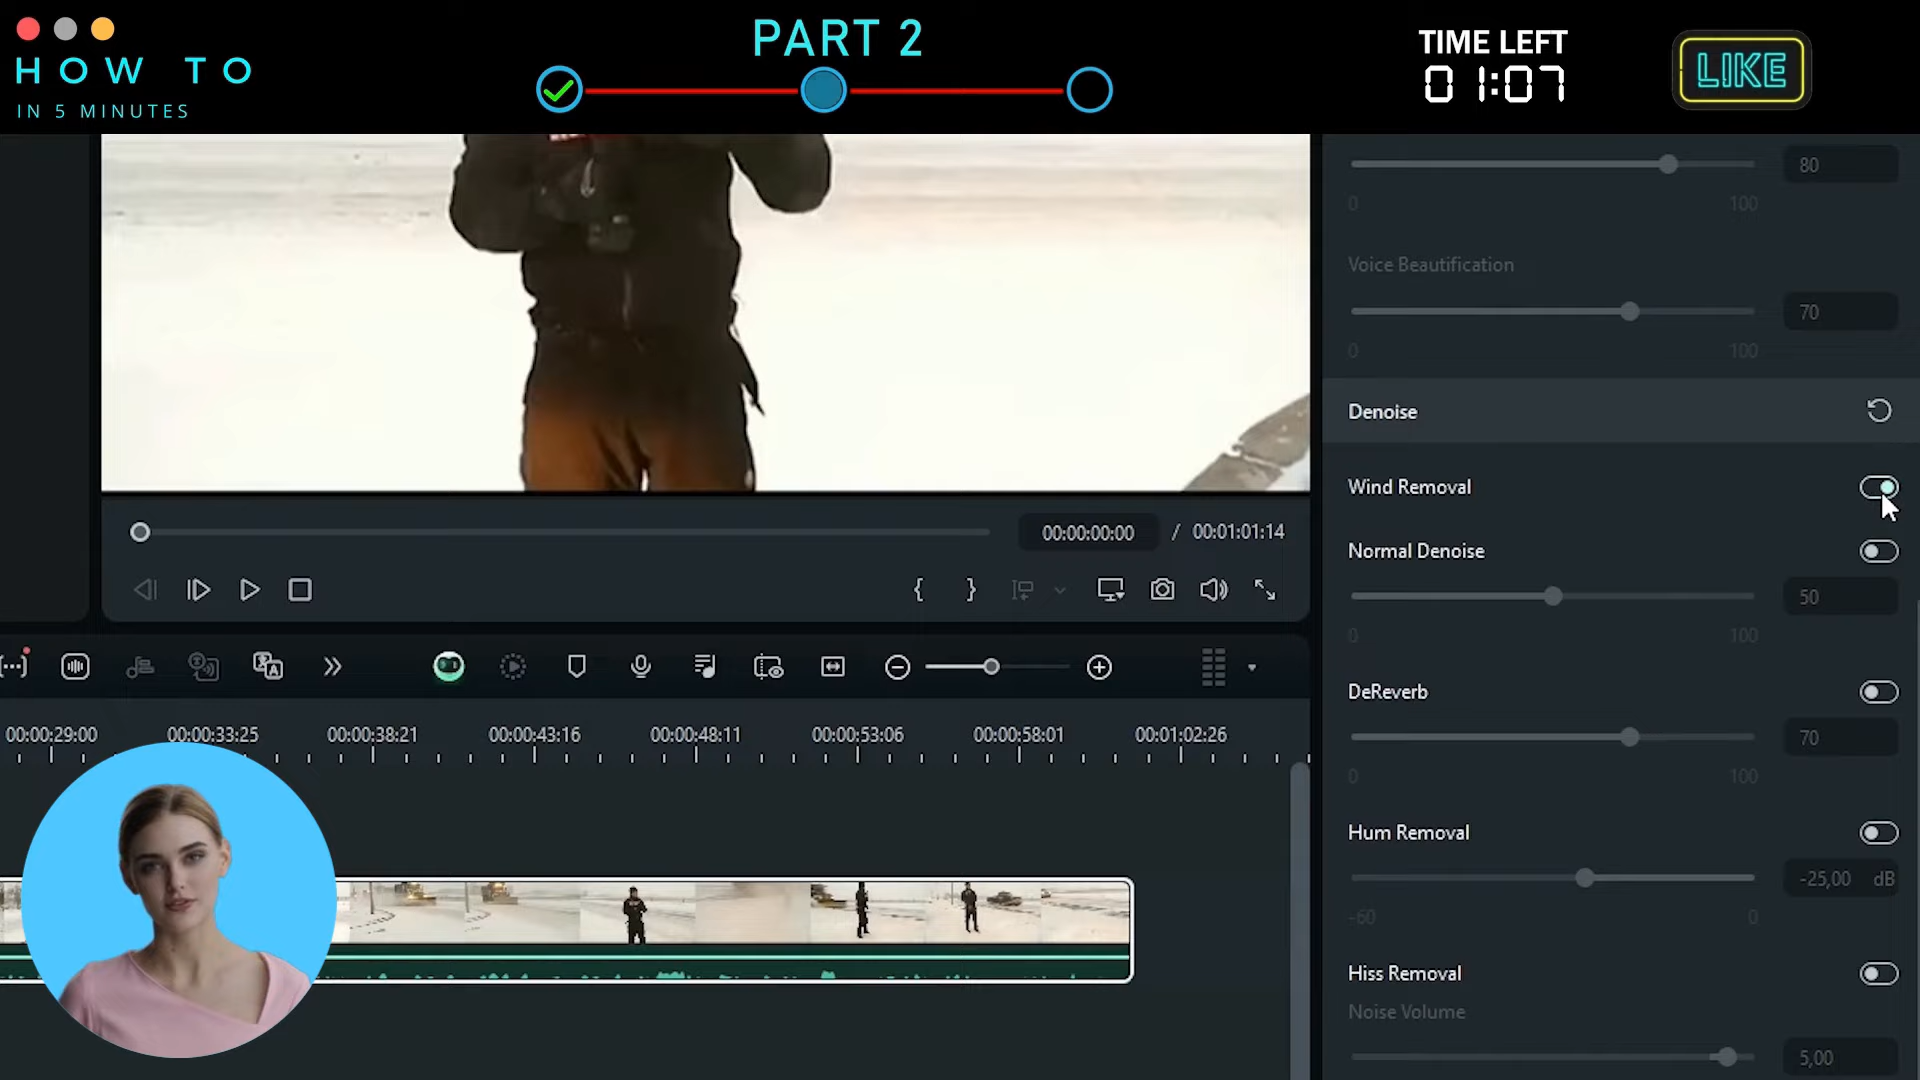 HOW TO
IN 5 MINUTES
PART 2
TIME LEFT
01:07
LIKE
80
0 100
Voice Beautification
70
0 100
Denoise
Wind Removal
Normal Denoise
50
0 100
DeReverb
70
0 100
Hum Removal
-25,00 dB
-60 0
Hiss Removal
Noise Volume
5,00
00:00:00:00 / 00:01:01:14
00:00:29:00 00:00:33:25 00:00:38:21 00:00:43:16 00:00:48:11 00:00:53:06 00:00:58:01 00:01:02:26